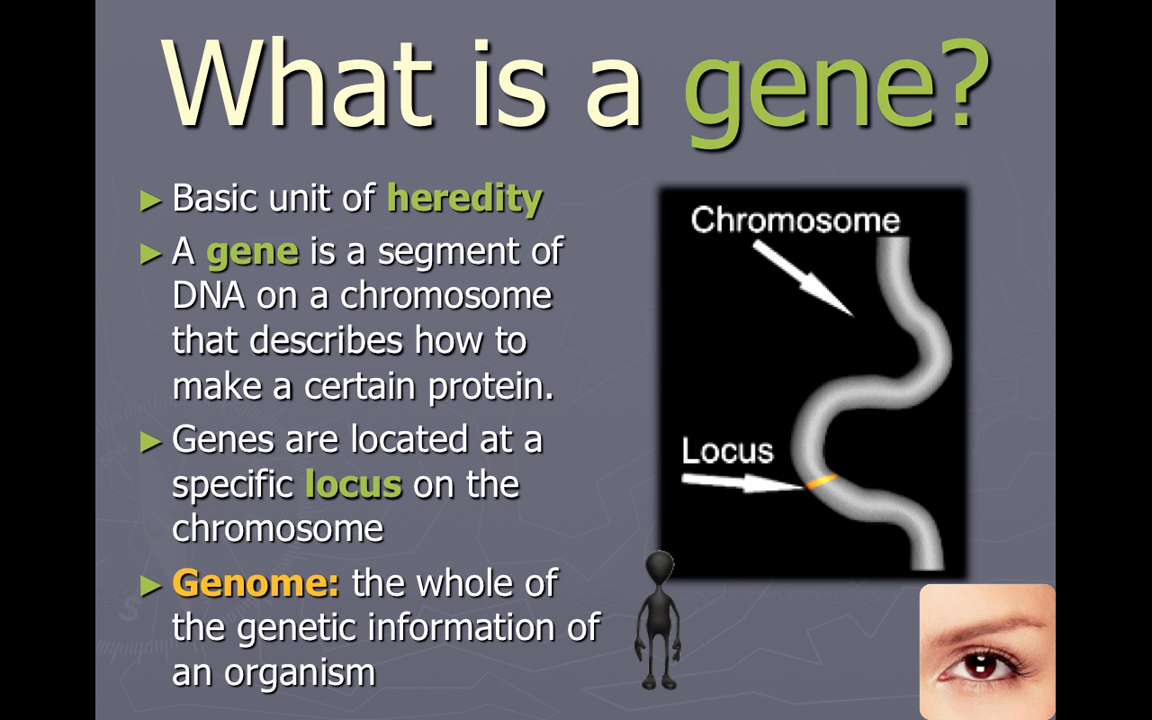 What is a gene?
► Basic unit of heredity
► A gene is a segment of
DNA on a chromosome
that describes how to
make a certain protein.
► Genes are located at a
specific locus on the
chromosome
► Genome: the whole of
the genetic information of
an organism
Chromosome
Locus